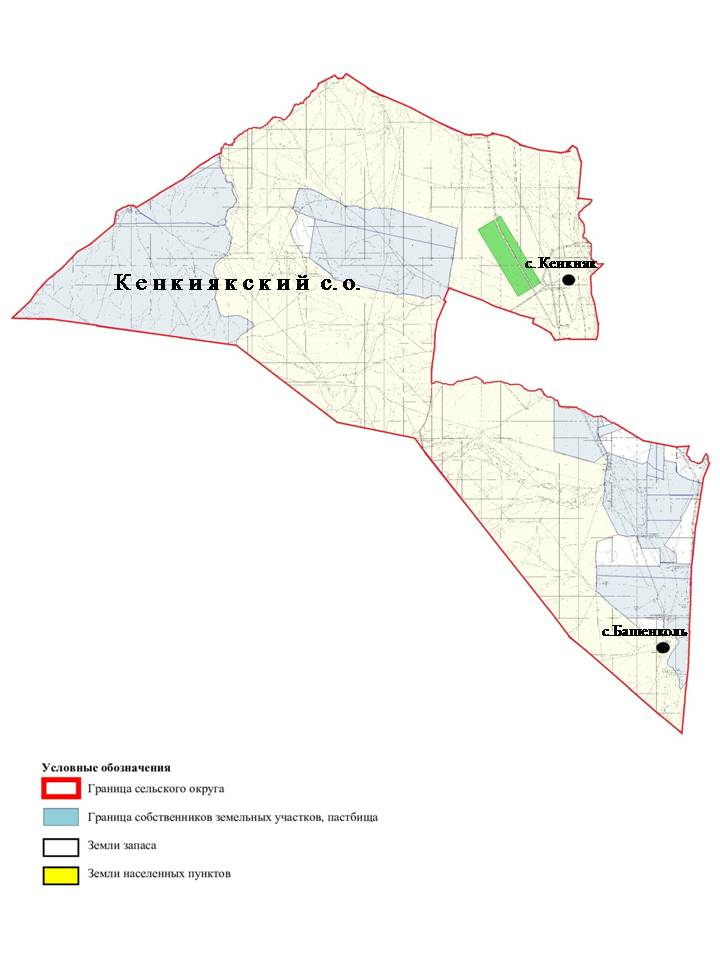 с. Кенкияк
Кенкиякский с.о.
с.Башенколь
Условные обозначения
Граница сельского округа
Граница собственников земельных участков, пастбища
Земли запаса
Земли населенных пунктов